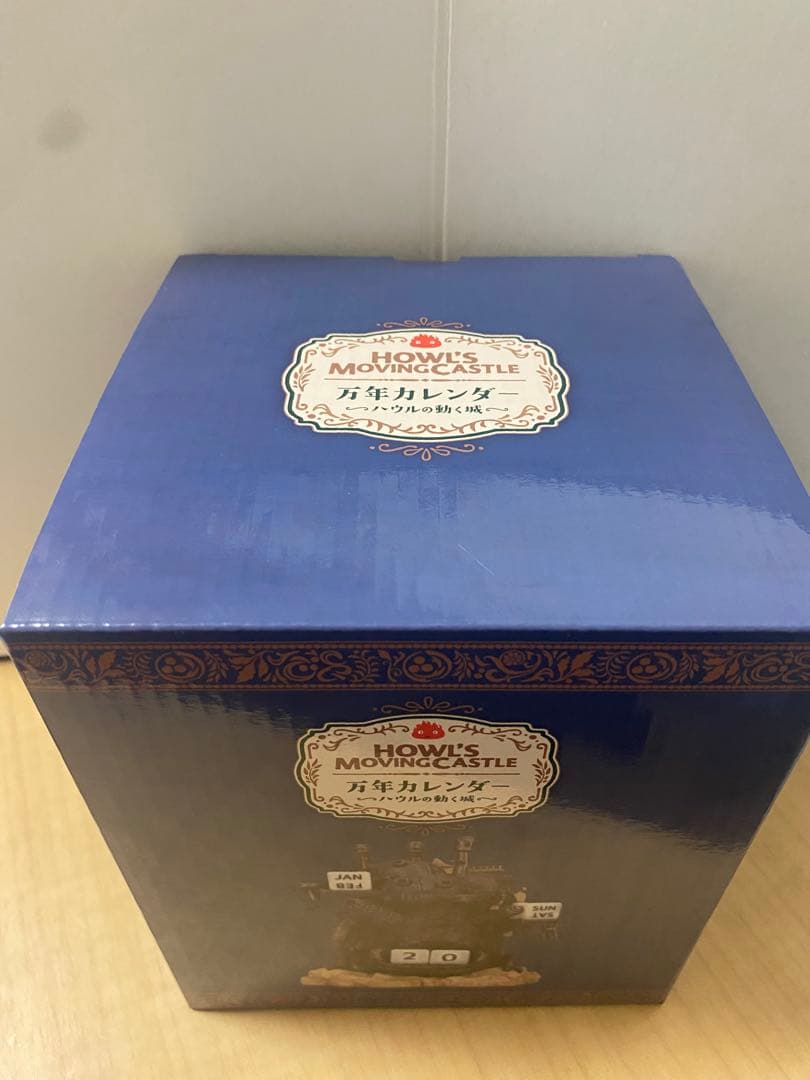 HOWL'S
MOVING CASTLE
万年カレンダー
ハウルの動く城
HOWL'S
MOVING CASTLE
万年カレンダー
ハウルの動く城
JAN
FEB
SUN
SAT
2 0